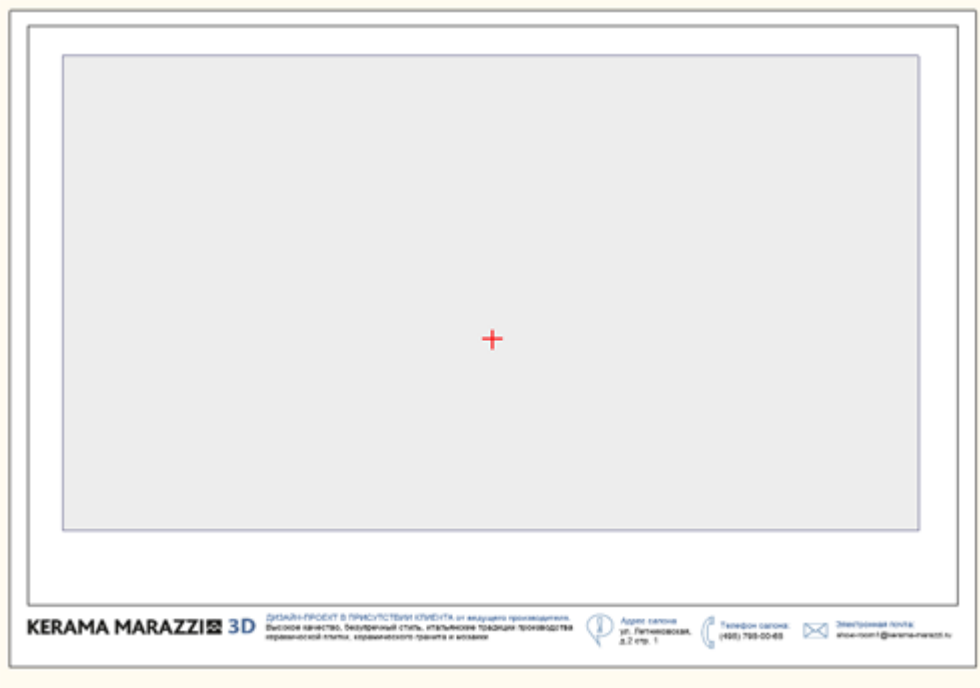 KERAMA MARAZZI 3D
ДИЗАЙН-ПРОЕКТ В ПРИСУТСТВИИ КЛИЕНТА от ведущего производителя.
Высокое качество, безупречный стиль, итальянские традиции производства
керамической плитки, керамического гранита и мозаики
Адрес салона
ул. Летниковская,
д.2 стр. 1
Телефон салона:
(495) 795-00-65
Электронная почта:
show-room1@kerama-marazzi.ru